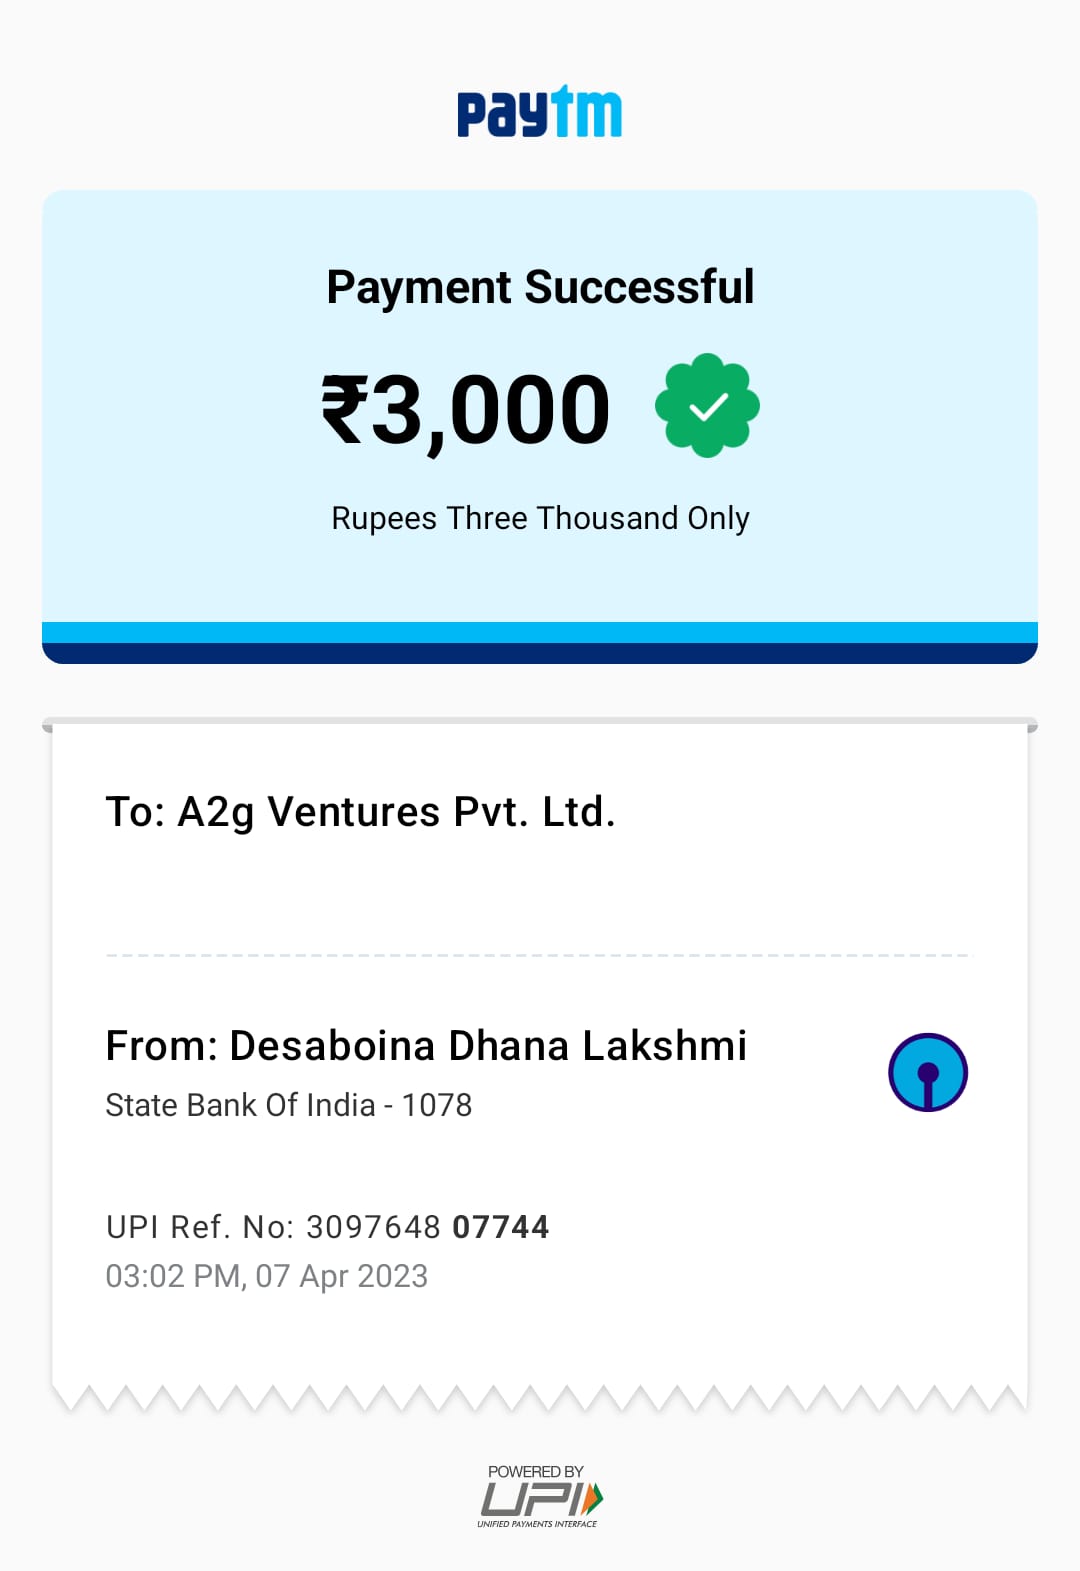 paytm
Payment Successful
₹3,000
Rupees Three Thousand Only
To: A2g Ventures Pvt. Ltd.
From: Desaboina Dhana Lakshmi
State Bank Of India - 1078
UPI Ref. No: 3097648 07744
03:02 PM, 07 Apr 2023
POWERED BY
UPI
UNIFIED PAYMENTS INTERFACE